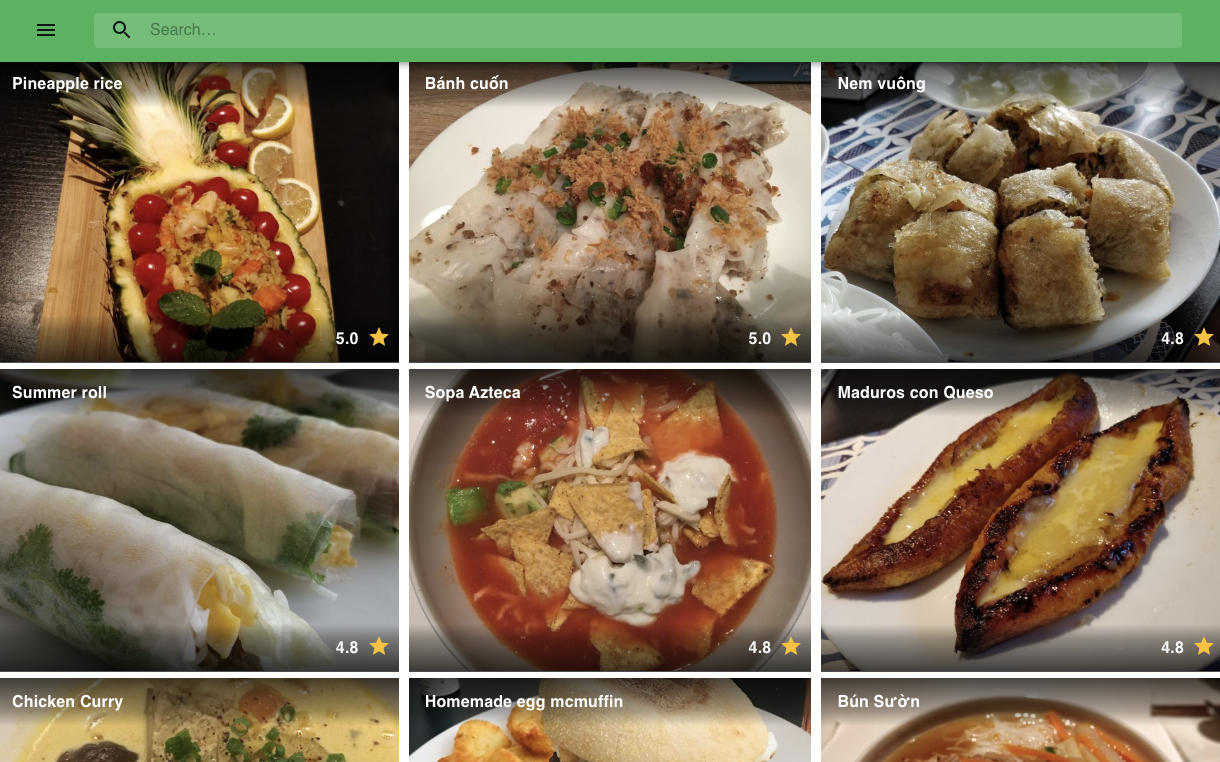 Search...
Pineapple rice
Bánh cuốn
Nem vuông
5.0
5.0
4.8
Summer roll
Sopa Azteca
Maduros con Queso
4.8
4.8
4.8
Chicken Curry
Homemade egg mcmuffin
Bún Sườn